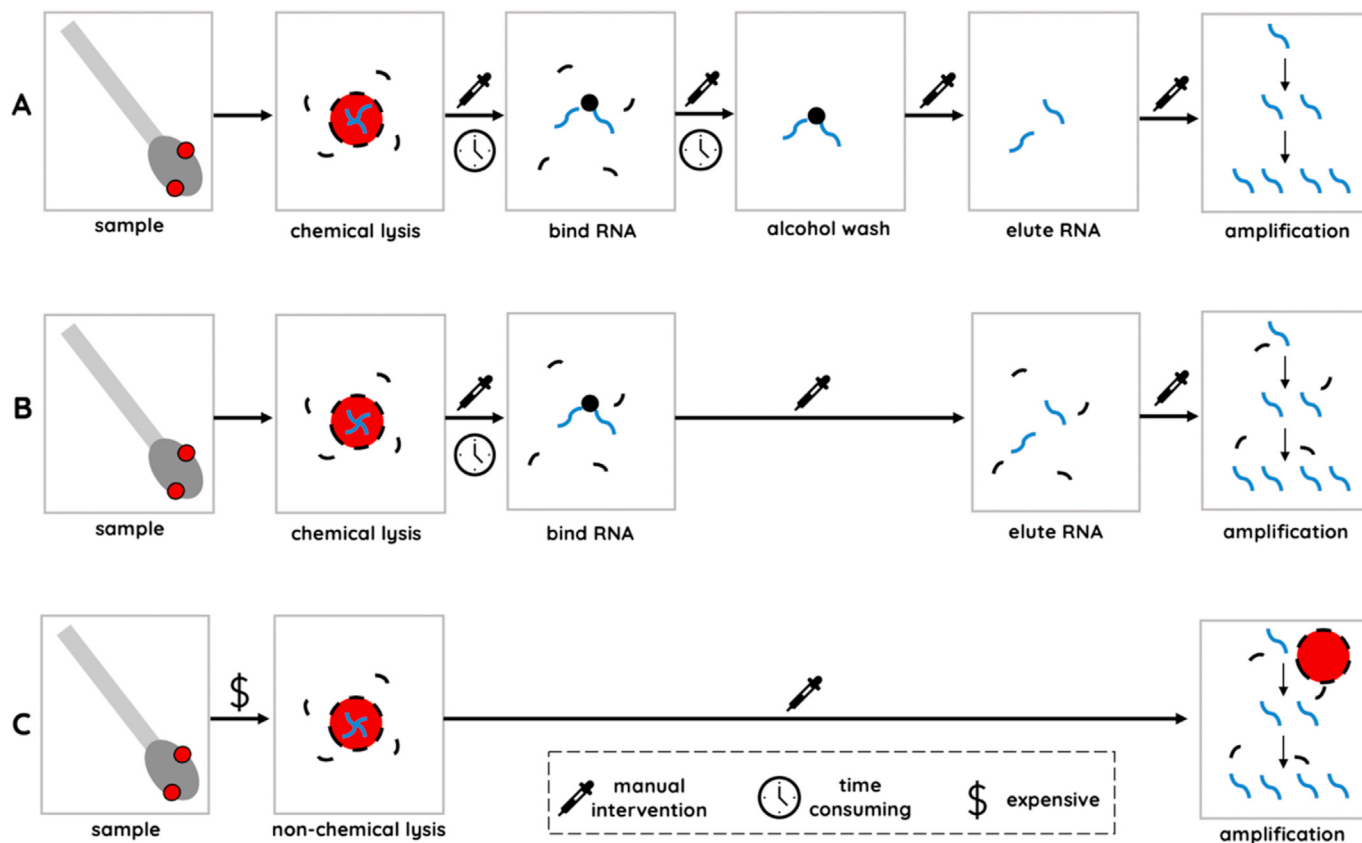 A
sample
chemical lysis
bind RNA
alcohol wash
elute RNA
amplification
B
sample
chemical lysis
bind RNA
elute RNA
amplification
$
C
sample
non-chemical lysis
manual
intervention
time
consuming
$ expensive
amplification